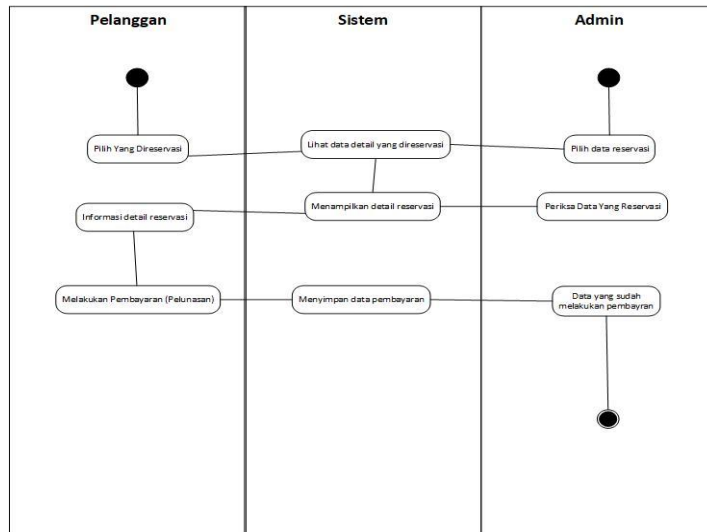 Pelanggan
Sistem
Admin
Pilih Yang Direservasi
Lihat data detail yang direservasi
Pilih data reservasi
Informasi detail reservasi
Menampilkan detail reservasi
Periksa Data Yang Reservasi
Melakukan Pembayaran (Pelunasan)
Menyimpan data pembayaran
Data yang sudah
melakukan pembayran